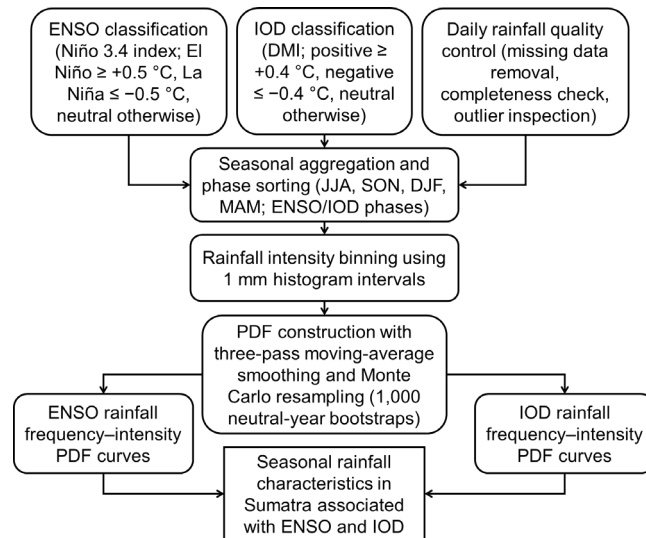 ENSO classification
(Niño 3.4 index; El
Niño ≥ +0.5 °C, La
Niña ≤ −0.5 °C,
neutral otherwise)
IOD classification
(DMI; positive ≥
+0.4 °C, negative
≤ −0.4 °C, neutral
otherwise)
Daily rainfall quality
control (missing data
removal,
completeness check,
outlier inspection)
Seasonal aggregation and
phase sorting (JJA, SON, DJF,
MAM; ENSO/IOD phases)
Rainfall intensity binning using
1 mm histogram intervals
PDF construction with
three-pass moving-average
smoothing and Monte
Carlo resampling (1,000
neutral-year bootstraps)
ENSO rainfall
frequency–intensity
PDF curves
IOD rainfall
frequency–intensity
PDF curves
Seasonal rainfall
characteristics in
Sumatra associated
with ENSO and IOD